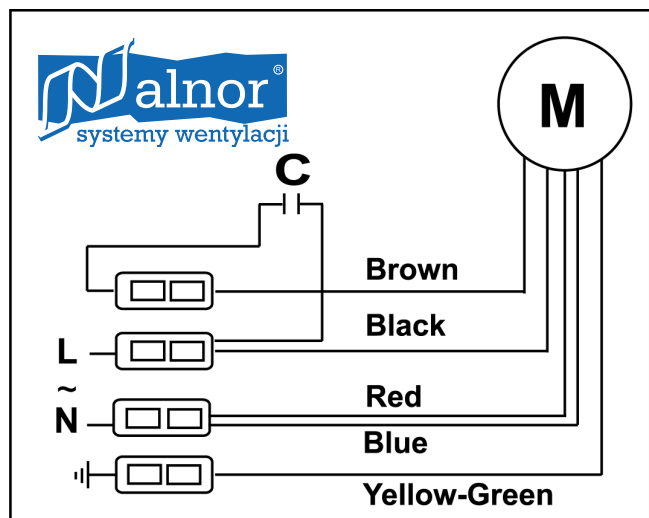 alnor®
systemy wentylacji
M
C
Brown
Black
L
~
Red
N
Blue
Yellow-Green